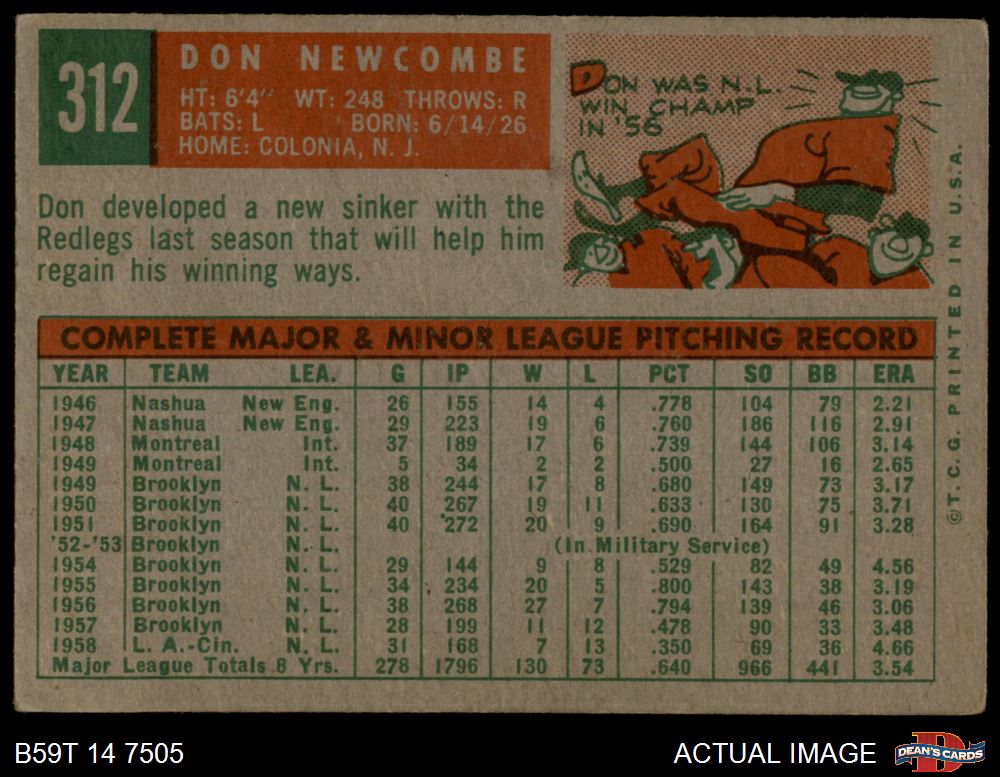 312
DON NEWCOMBE
HT: 6'4" WT: 248 THROWS: R
BATS: L BORN: 6/14/26
HOME: COLONIA, N. J.
DON WAS N.L.
WIN CHAMP
IN '56
Don developed a new sinker with the
Redlegs last season that will help him
regain his winning ways.
COMPLETE MAJOR & MINOR LEAGUE PITCHING RECORD
YEAR TEAM LEA. G IP W L PCT SO BB ERA
1946 Nashua New Eng. 26 155 14 4 .778 104 79 2.21
1947 Nashua New Eng. 29 223 19 6 .760 186 116 2.91
1948 Montreal Int. 37 189 17 6 .739 144 106 3.14
1949 Montreal Int. 5 34 2 2 .500 27 16 2.65
1949 Brooklyn N. L. 38 244 17 8 .680 149 73 3.17
1950 Brooklyn N. L. 40 267 19 11 .633 130 75 3.71
1951 Brooklyn N. L. 40 272 20 9 .690 164 91 3.28
'52-'53 Brooklyn N. L. (In Military Service)
1954 Brooklyn N. L. 29 144 9 8 .529 82 49 4.56
1955 Brooklyn N. L. 34 234 20 5 .800 143 38 3.19
1956 Brooklyn N. L. 38 268 27 7 .794 139 46 3.06
1957 Brooklyn N. L. 28 199 11 12 .478 90 33 3.48
1958 L. A.-Cin. N. L. 31 168 7 13 .350 69 36 4.66
Major League Totals 8 Yrs. 278 1796 130 73 .640 966 441 3.54
© T. C. G. PRINTED IN U.S.A.
B59T 14 7505
ACTUAL IMAGE
D
DEAN'S CARDS